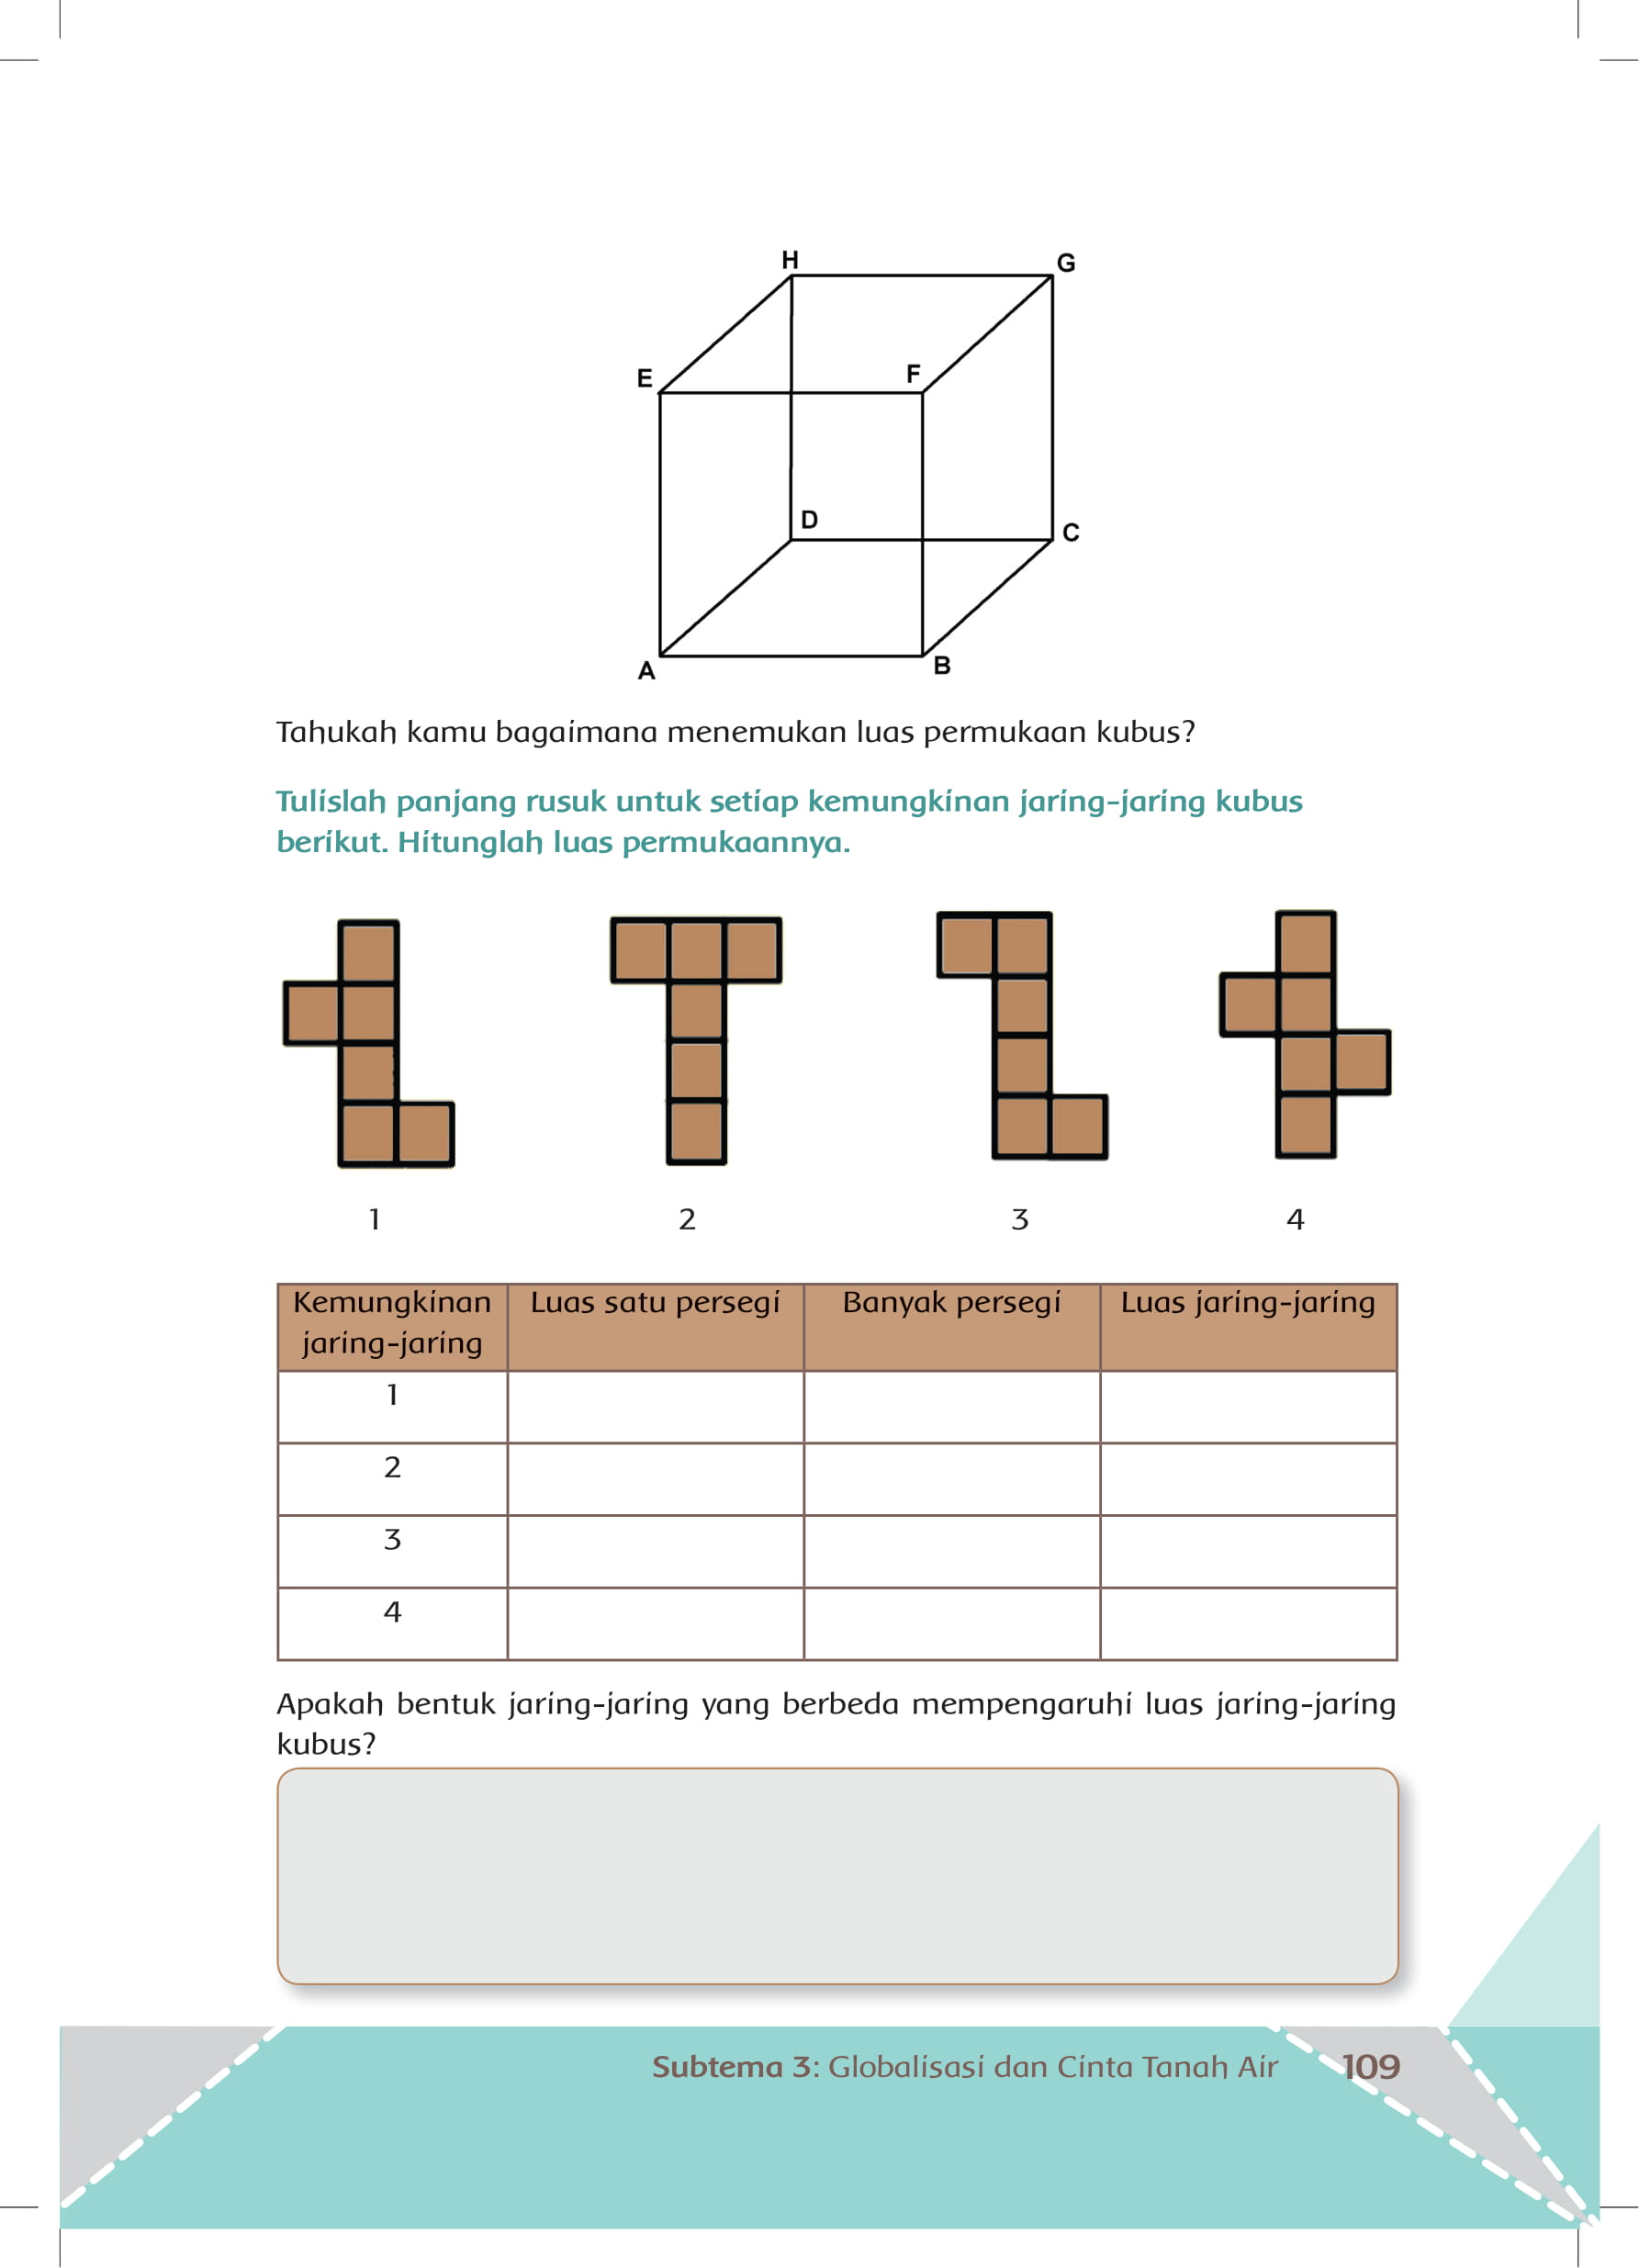 H
G
E
F
D
C
A
B
Tahukah kamu bagaimana menemukan luas permukaan kubus?
Tulislah panjang rusuk untuk setiap kemungkinan jaring-jaring kubus
berikut. Hitunglah luas permukaannya.
1 2 3 4
Kemungkinan jaring-jaring Luas satu persegi Banyak persegi Luas jaring-jaring
1
2
3
4
Apakah bentuk jaring-jaring yang berbeda mempengaruhi luas jaring-jaring
kubus?
Subtema 3: Globalisasi dan Cinta Tanah Air 109